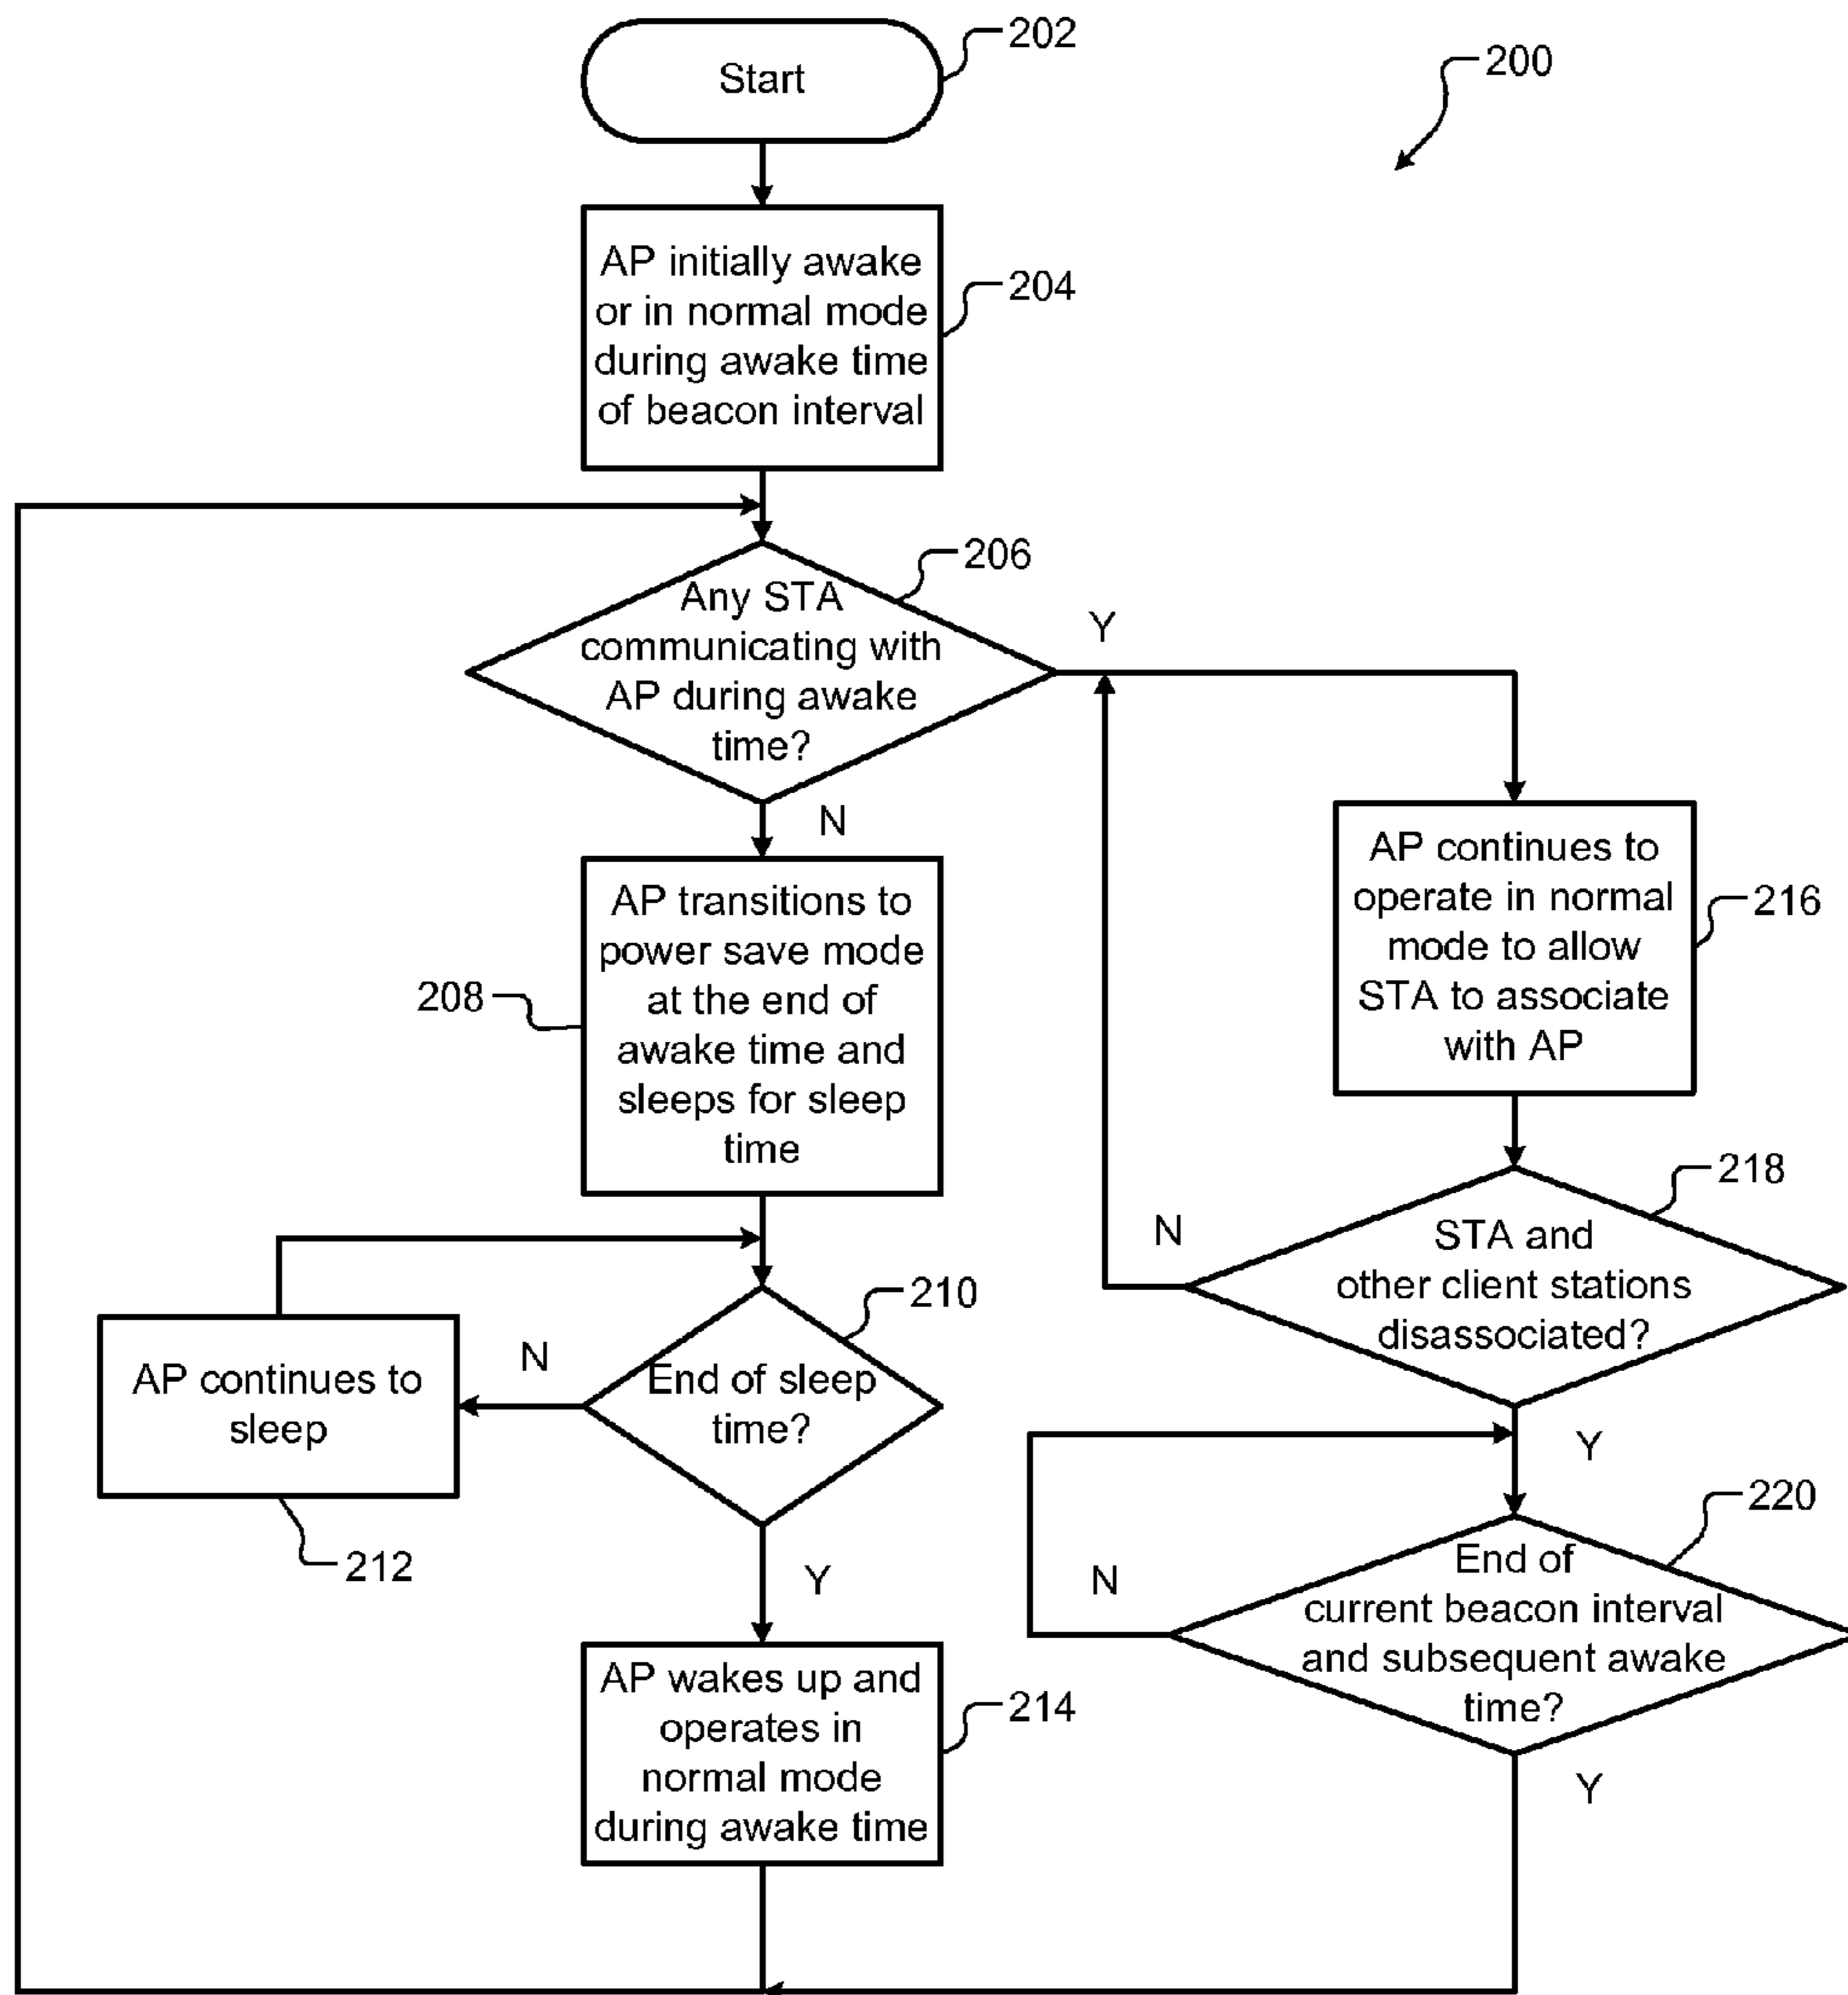 Start
202
200
AP initially awake
or in normal mode
during awake time
of beacon interval
204
Any STA
communicating with
AP during awake
time?
206
Y
N
AP transitions to
power save mode
at the end of
awake time and
sleeps for sleep
time
208
AP continues to
operate in normal
mode to allow
STA to associate
with AP
216
STA and
other client stations
disassociated?
218
N
Y
End of sleep
time?
210
N
AP continues to
sleep
212
Y
End of
current beacon interval
and subsequent awake
time?
220
N
Y
AP wakes up and
operates in
normal mode
during awake time
214